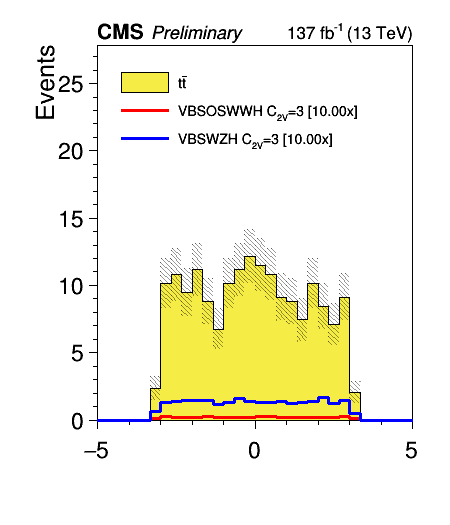 CMS Preliminary 137 fb⁻¹ (13 TeV)
Events
tt̄
VBSOSWWH C₂ᵥ=3 [10.00x]
VBSWZH C₂ᵥ=3 [10.00x]
25
20
15
10
5
0
−5 0 5